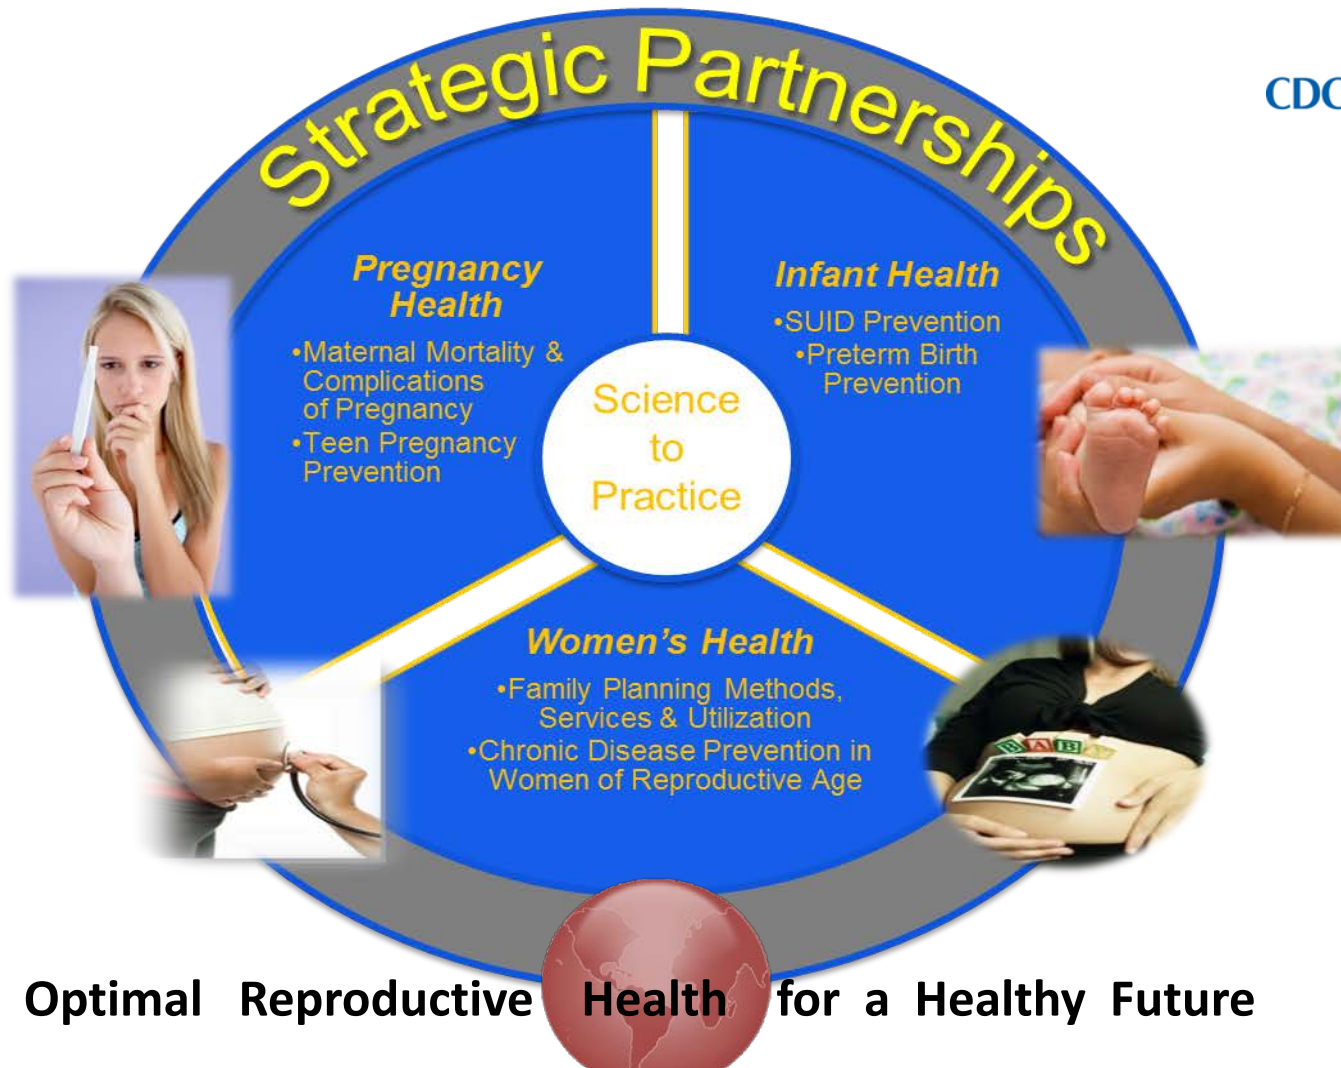 Strategic Partnerships
CDC
Pregnancy
Health
•Maternal Mortality &
Complications
of Pregnancy
•Teen Pregnancy
Prevention
Infant Health
•SUID Prevention
•Preterm Birth
Prevention
Science
to
Practice
Women’s Health
•Family Planning Methods,
Services & Utilization
•Chronic Disease Prevention in
Women of Reproductive Age
BABY
Optimal Reproductive Health for a Healthy Future